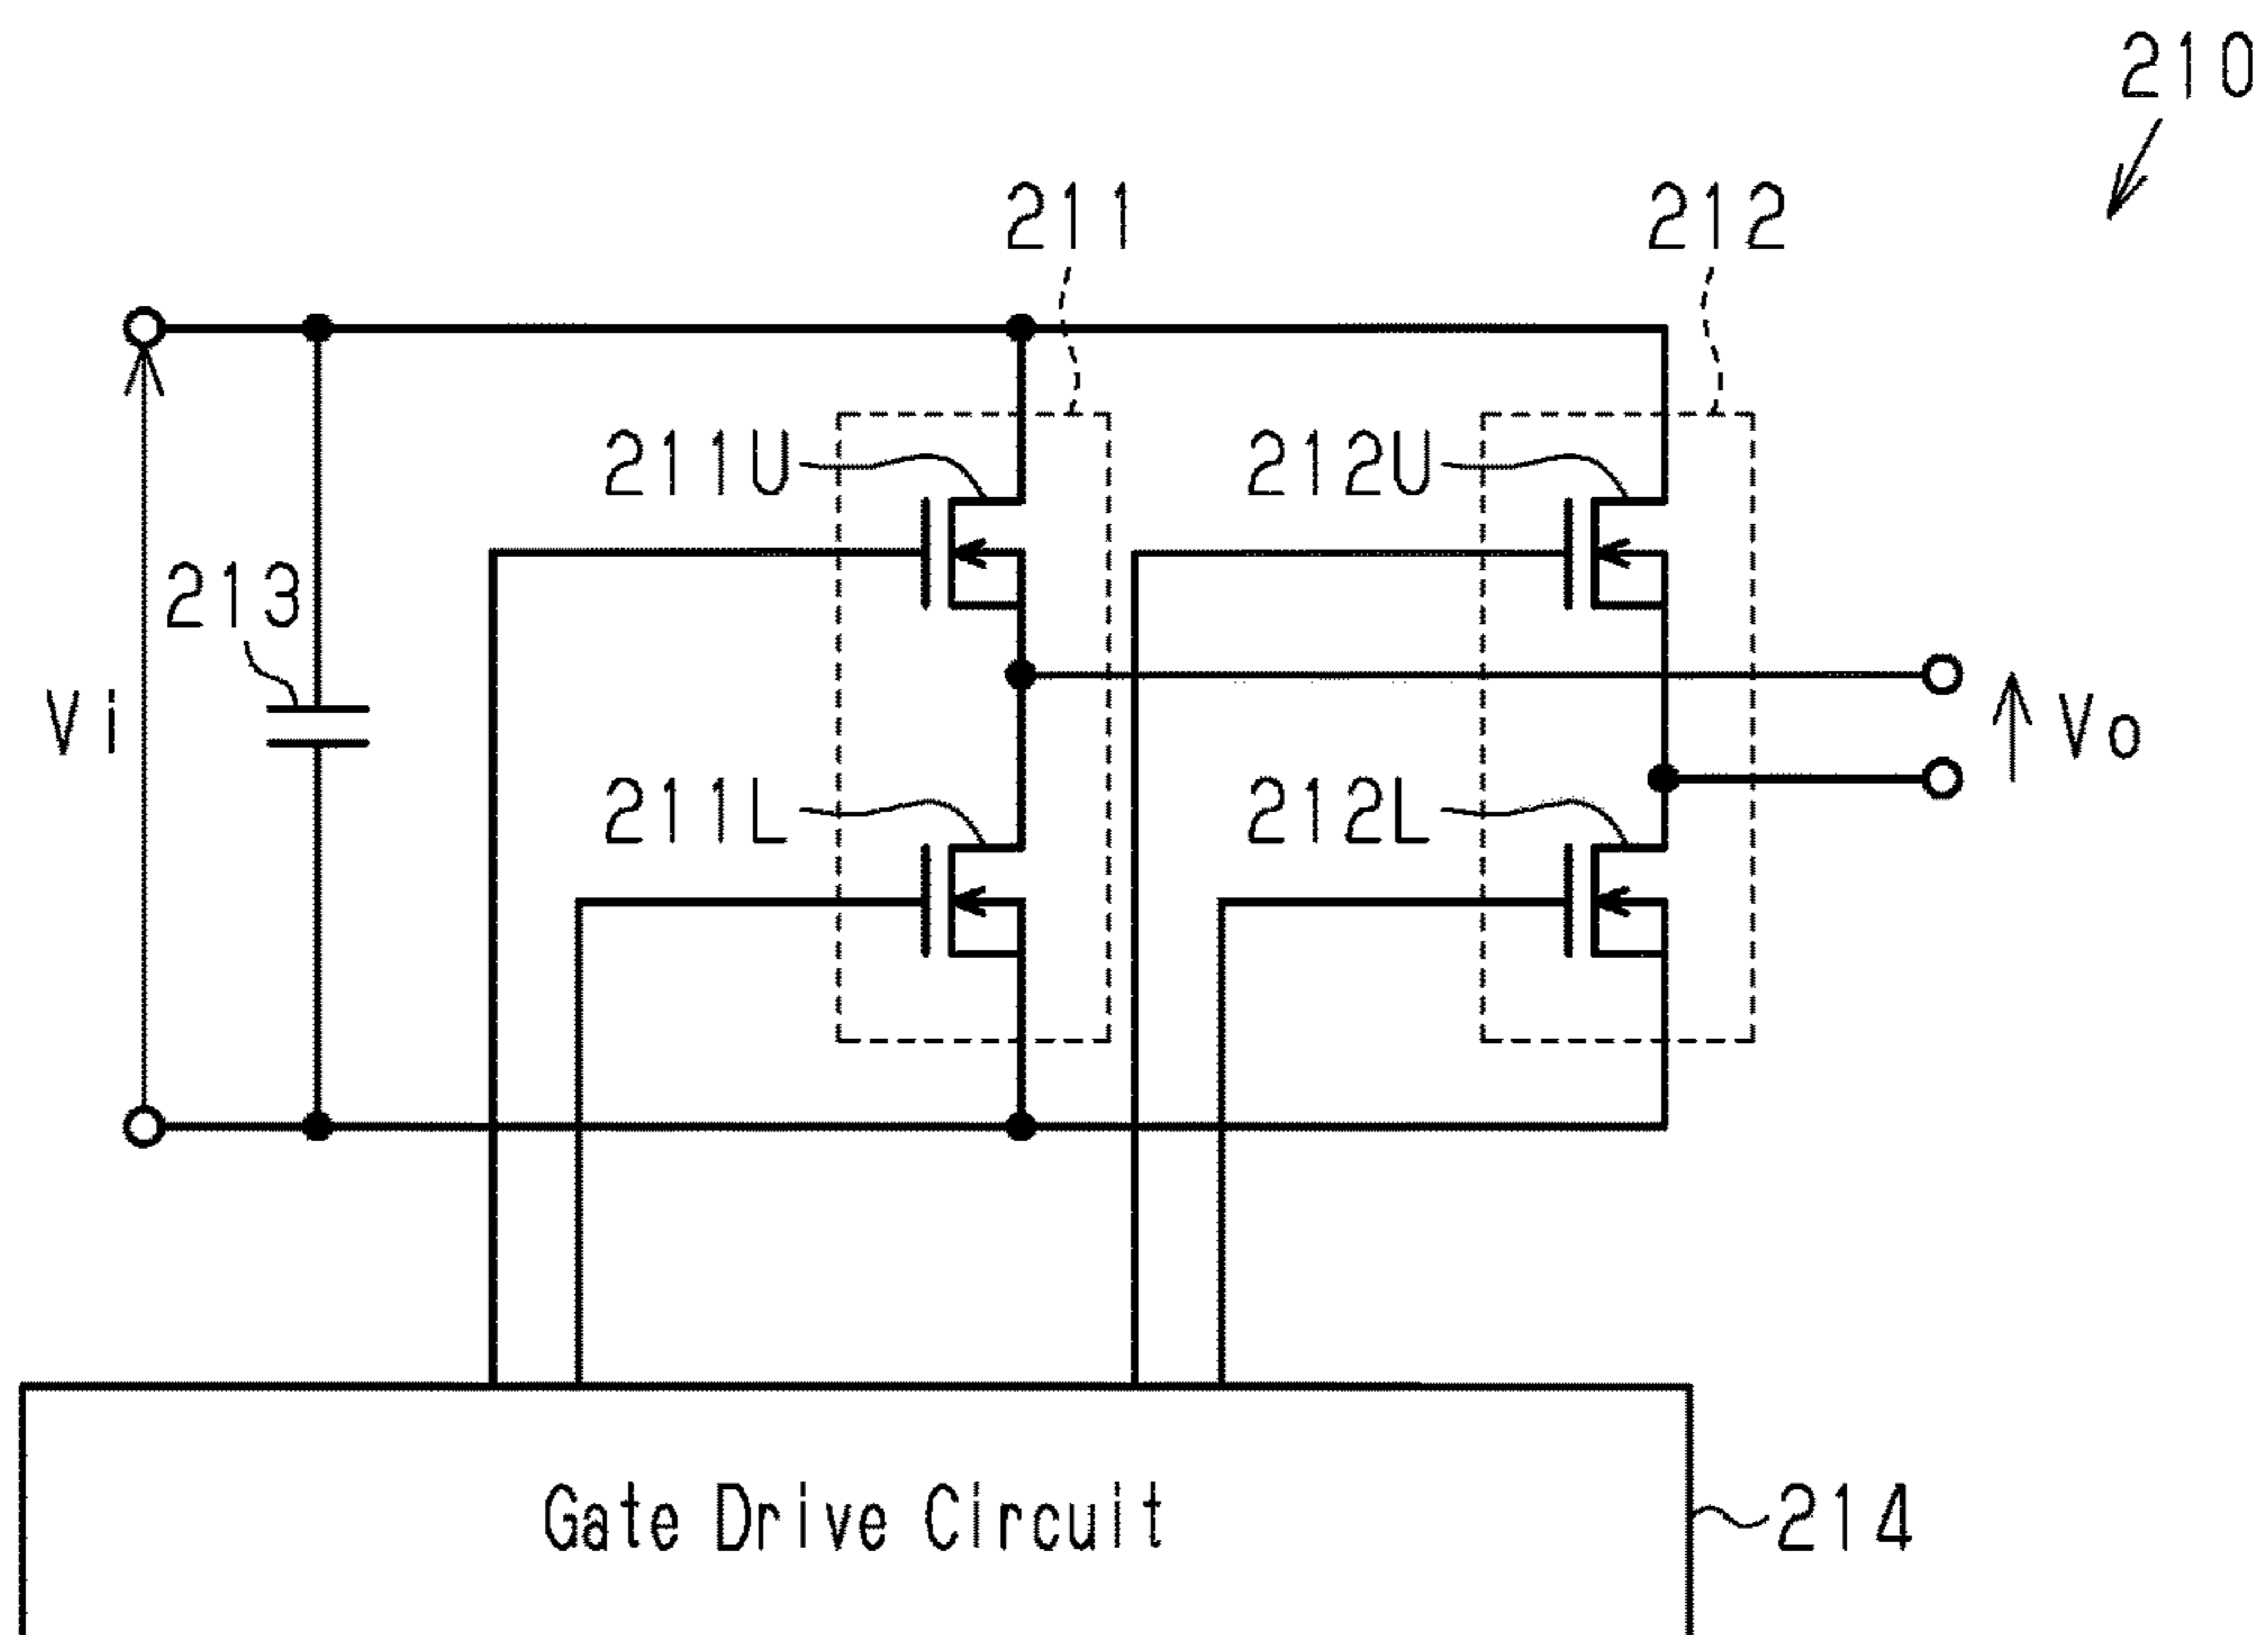 210
211
212
211U
212U
213
Vi
Vo
211L
212L
Gate Drive Circuit
214